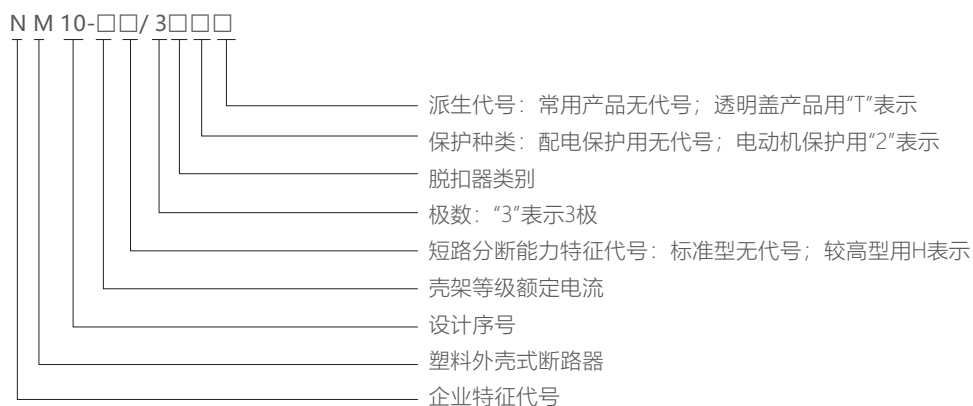 N M 10-□□/ 3□□□
派生代号：常用产品无代号；透明盖产品用“T”表示
保护种类：配电保护用无代号；电动机保护用“2”表示
脱扣器类别
极数：“3”表示3极
短路分断能力特征代号：标准型无代号；较高型用H表示
壳架等级额定电流
设计序号
塑料外壳式断路器
企业特征代号